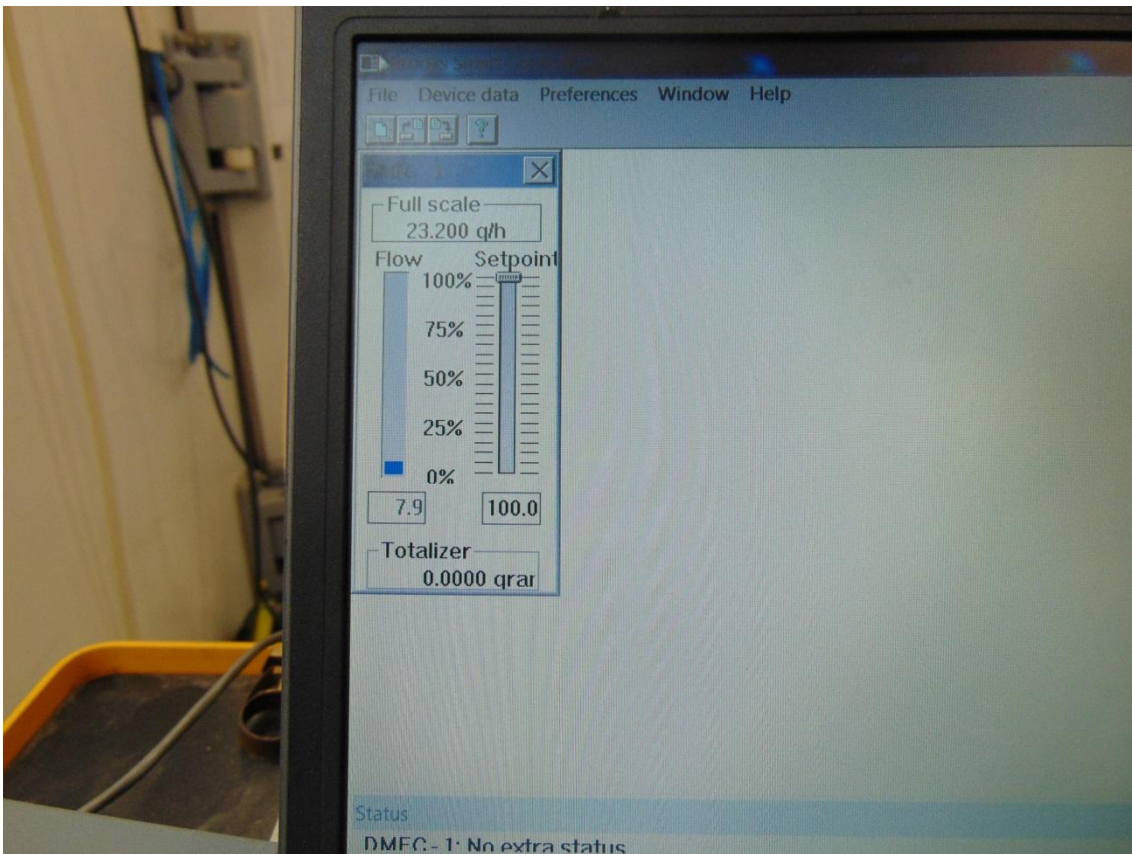 File Device data Preferences Window Help
Full scale
23.200 g/h
Flow Setpoint
100%
75%
50%
25%
0%
7.9 100.0
Totalizer
0.0000 grar
Status
DMFC - 1: No extra status